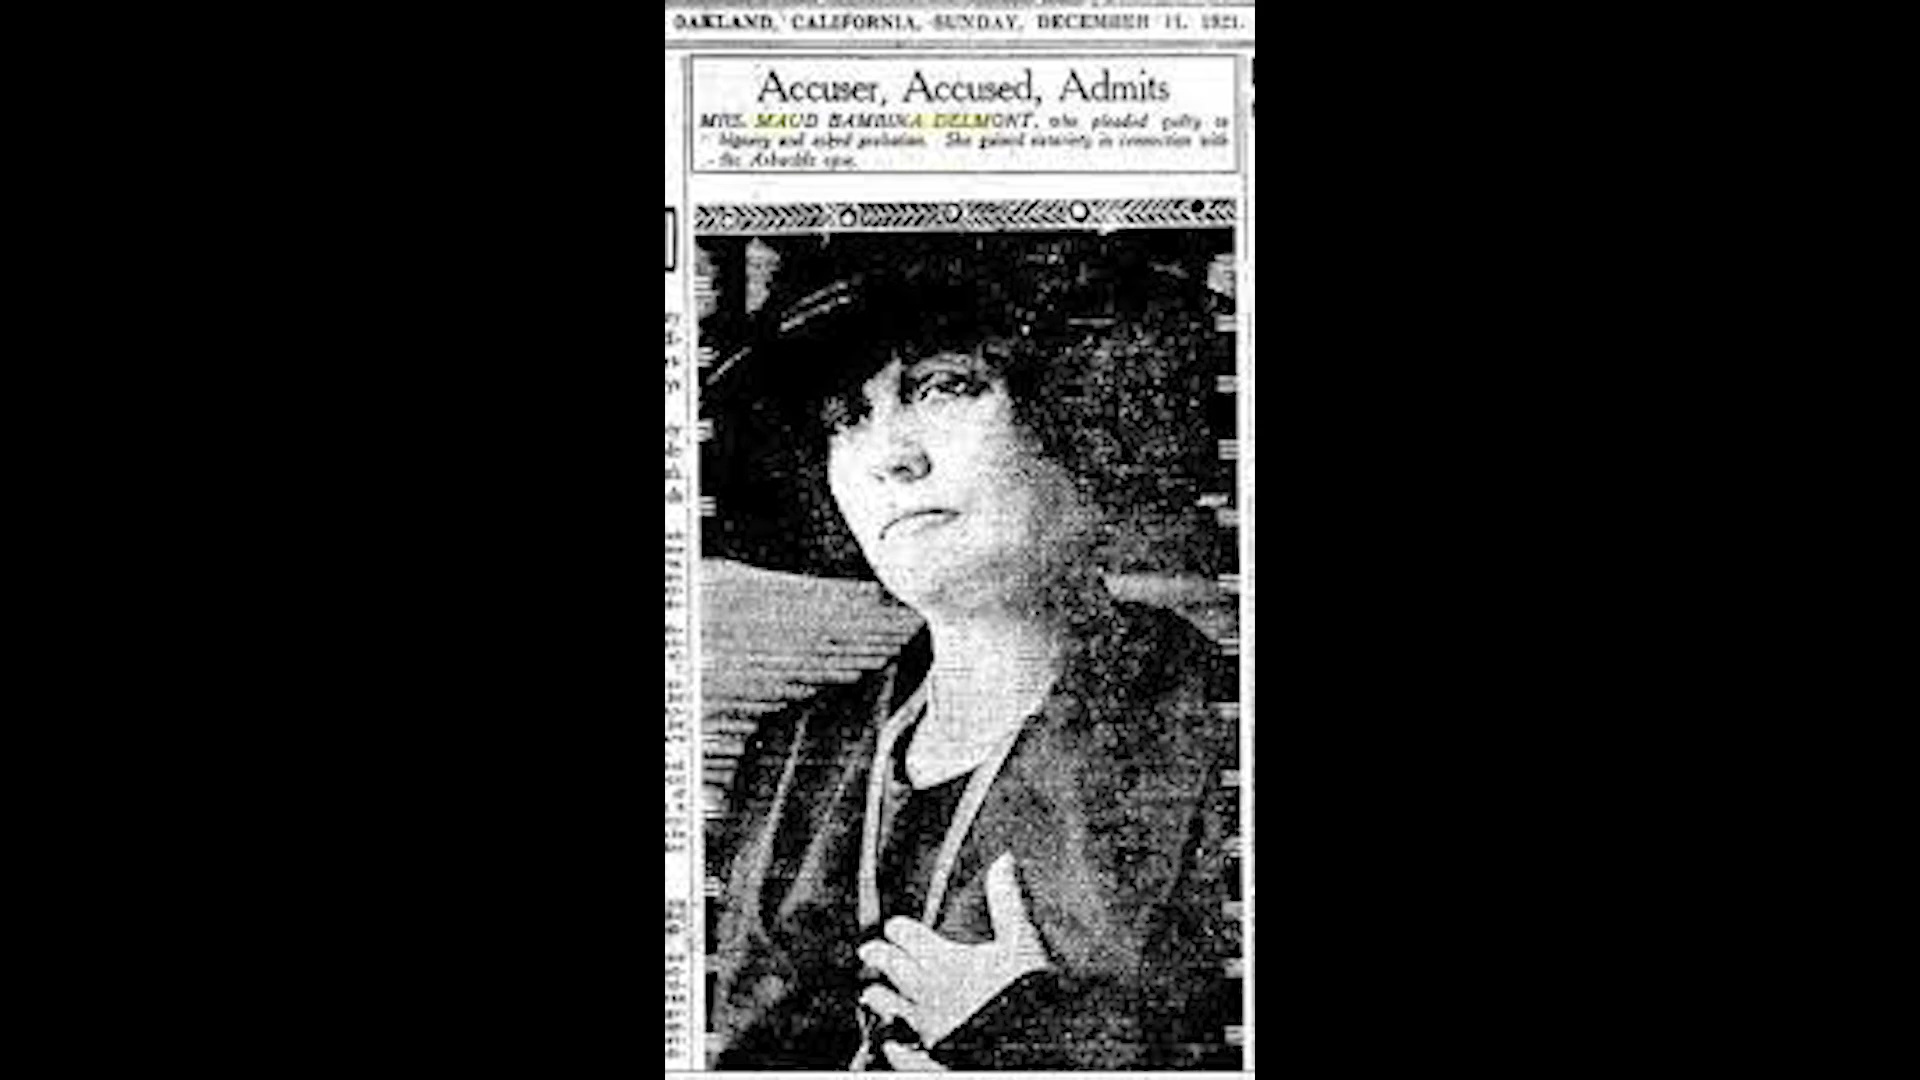 OAKLAND, CALIFORNIA, SUNDAY, DECEMBER 11, 1921.
Accuser, Accused, Admits
MRS. MAUD BAMBINA DELMONT, who pleaded guilty to
bigamy and asked probation. She gained notoriety in connection with
the Arbuckle case.